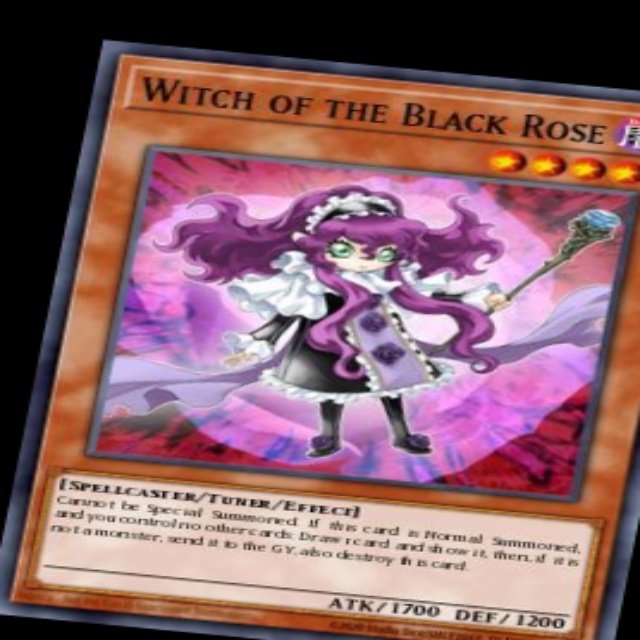 WITCH OF THE BLACK ROSE
[SPELLCASTER/TUNER/EFFECT]
Cannot be Special Summoned. If this card is Normal Summoned,
and you control no other cards: Draw 1 card and show it, then, if it is
not a monster, send it to the GY, also destroy this card.
ATK/1700 DEF/1200